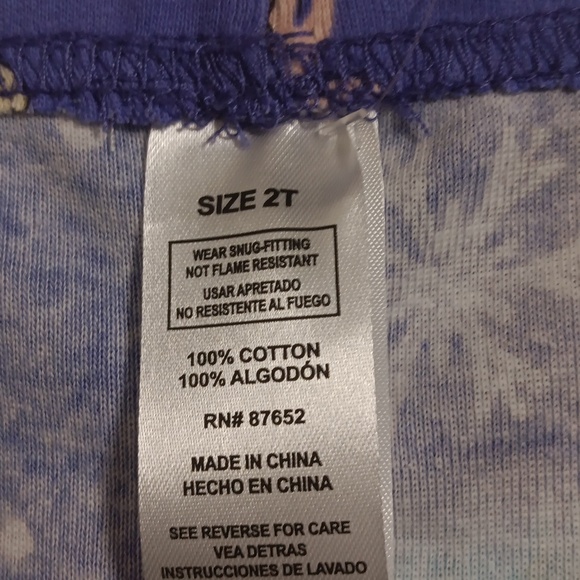 SIZE 2T
WEAR SNUG-FITTING
NOT FLAME RESISTANT
USAR APRETADO
NO RESISTENTE AL FUEGO
100% COTTON
100% ALGODÓN
RN# 87652
MADE IN CHINA
HECHO EN CHINA
SEE REVERSE FOR CARE
VEA DETRAS
INSTRUCCIONES DE LAVADO